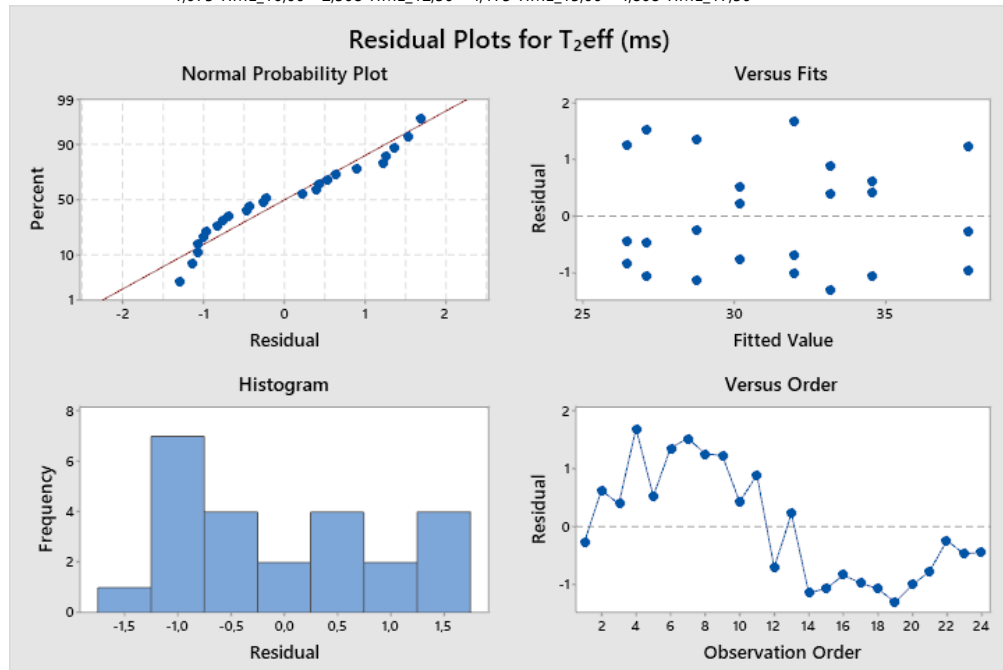 Residual Plots for T₂eff (ms)
Normal Probability Plot
99
90
50
10
1
Percent
-2 -1 0 1 2
Residual
Versus Fits
2
1
0
-1
Residual
25 30 35
Fitted Value
Histogram
8
6
4
2
0
Frequency
-1,5 -1,0 -0,5 0,0 0,5 1,0 1,5
Residual
Versus Order
2
1
0
-1
Residual
2 4 6 8 10 12 14 16 18 20 22 24
Observation Order